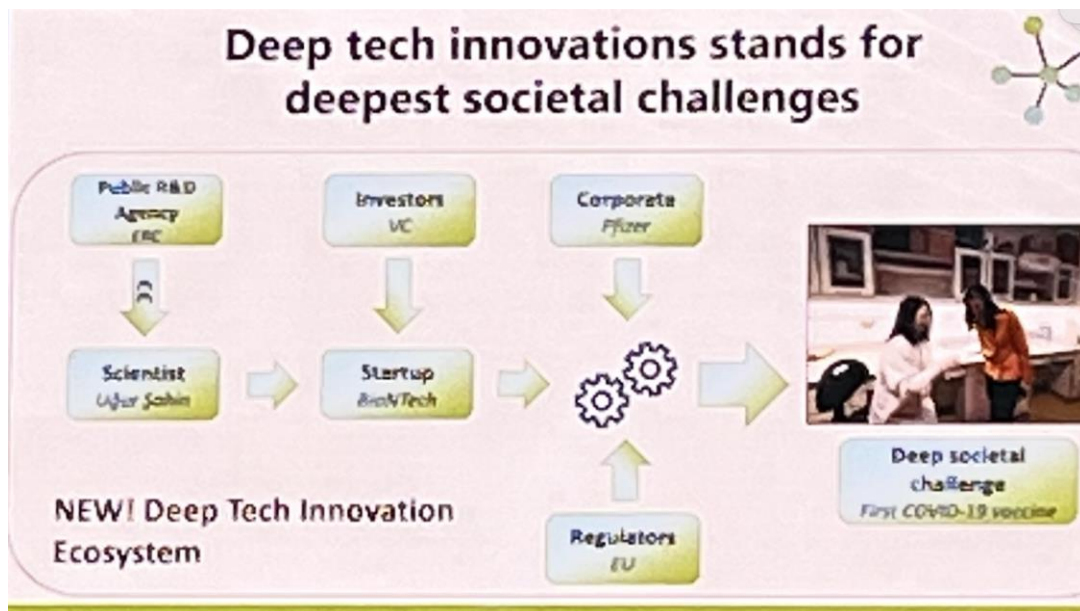 Deep tech innovations stands for
deepest societal challenges
Public R&D
Agency
ERC
Investors
VC
Corporate
Pfizer
€
Scientist
Uğur Şahin
Startup
BioNTech
Deep societal
challenge
First COVID-19 vaccine
NEW! Deep Tech Innovation
Ecosystem
Regulators
EU